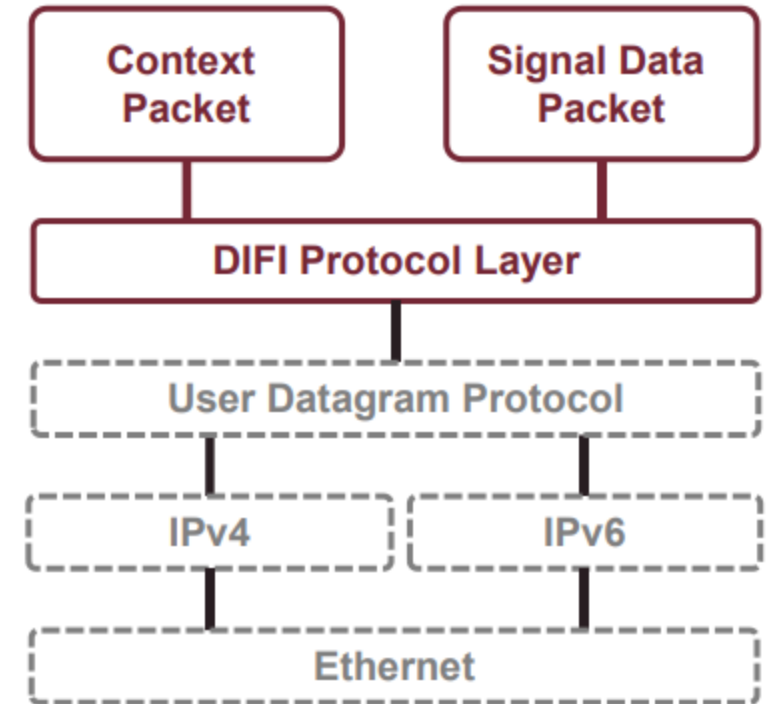 Context
Packet
Signal Data
Packet
DIFI Protocol Layer
User Datagram Protocol
IPv4
IPv6
Ethernet